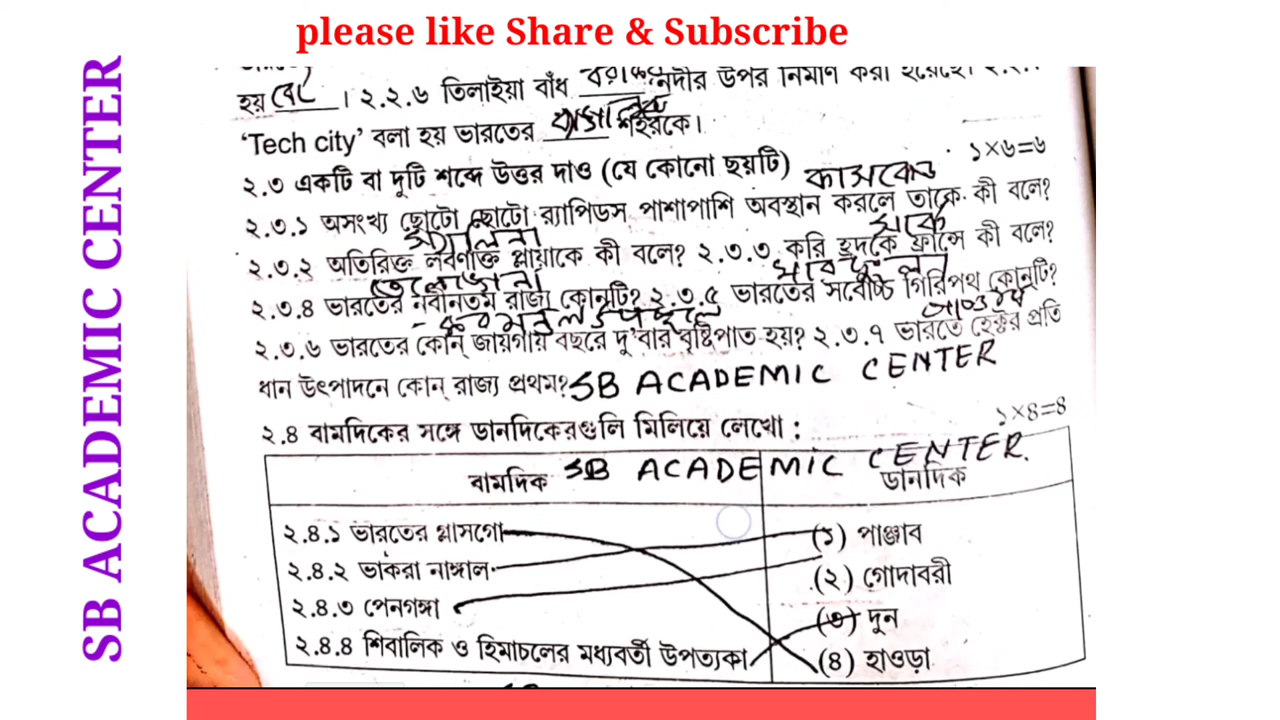 please like Share & Subscribe
SB ACADEMIC CENTER
হয় । ২.২.৬ তিলাইয়া বাঁধ বরাকর নদীর উপর নির্মাণ করা হয়েছে। ২.২.
‘Tech city’ বলা হয় ভারতের শহরকে।
২.৩ একটি বা দুটি শব্দে উত্তর দাও (যে কোনো ছয়টি) ১×৬=৬
কাসকেড
২.৩.১ অসংখ্য ছোটো ছোটো র‍্যাপিডস পাশাপাশি অবস্থান করলে তাকে কী বলে?
স্যালিনা
২.৩.২ অতিরিক্ত লবণাক্ত প্লায়াকে কী বলে? ২.৩.৩ করি হ্রদকে ফ্রান্সে কী বলে?
তেলেঙ্গানা
২.৩.৪ ভারতের নবীনতম রাজ্য কোনটি? ২.৩.৫ ভারতের সর্বোচ্চ গিরিপথ কোনটি?
- করমন্ডল উপকূলে
২.৩.৬ ভারতের কোন্ জায়গায় বছরে দু’বার বৃষ্টিপাত হয়? ২.৩.৭ ভারতে হেক্টর প্রতি
ধান উৎপাদনে কোন্ রাজ্য প্রথম? SB ACADEMIC CENTER
২.৪ বামদিকের সঙ্গে ডানদিকেরগুলি মিলিয়ে লেখো : ১×৪=৪
SB ACADEMIC CENTER.
বামদিক ডানদিক
২.৪.১ ভারতের গ্লাসগো (১) পাঞ্জাব
২.৪.২ ভাকরা নাঙ্গাল (২) গোদাবরী
২.৪.৩ পেনগঙ্গা (৩) দুন
২.৪.৪ শিবালিক ও হিমাচলের মধ্যবর্তী উপত্যকা (৪) হাওড়া